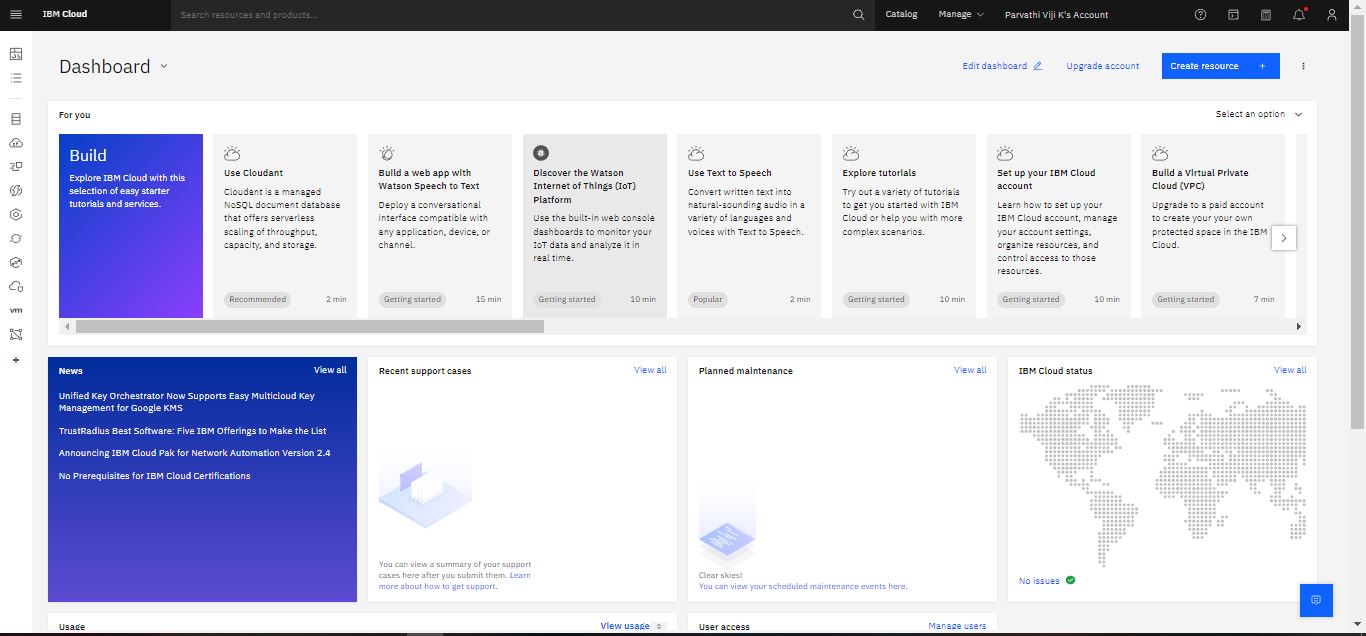 IBM Cloud
Search resources and products...
Catalog
Manage
Parvathi Viji K's Account
Dashboard
Edit dashboard
Upgrade account
Create resource +
For you
Select an option
Build
Explore IBM Cloud with this
selection of easy starter
tutorials and services.
Use Cloudant
Cloudant is a managed
NoSQL document database
that offers serverless
scaling of throughput,
capacity, and storage.
Recommended
2 min
Build a web app with
Watson Speech to Text
Deploy a conversational
interface compatible with
any application, device, or
channel.
Getting started
15 min
Discover the Watson
Internet of Things (IoT)
Platform
Use the built-in web console
dashboards to monitor your
IoT data and analyze it in
real time.
Getting started
10 min
Use Text to Speech
Convert written text into
natural-sounding audio in a
variety of languages and
voices with Text to Speech.
Popular
2 min
Explore tutorials
Try out a variety of tutorials
to get you started with IBM
Cloud or help you with more
complex scenarios.
Getting started
10 min
Set up your IBM Cloud
account
Learn how to set up your
IBM Cloud account, manage
your account settings,
organize resources, and
control access to those
resources.
Getting started
10 min
Build a Virtual Private
Cloud (VPC)
Upgrade to a paid account
to create your your own
protected space in the IBM
Cloud.
Getting started
7 min
vm
News
View all
Unified Key Orchestrator Now Supports Easy Multicloud Key
Management for Google KMS
TrustRadius Best Software: Five IBM Offerings to Make the List
Announcing IBM Cloud Pak for Network Automation Version 2.4
No Prerequisites for IBM Cloud Certifications
Recent support cases
View all
You can view a summary of your support
cases here after you submit them. Learn
more about how to get support.
Planned maintenance
View all
Clear skies!
You can view your scheduled maintenance events here.
IBM Cloud status
View all
No issues
Usage
View usage
User access
Manage users